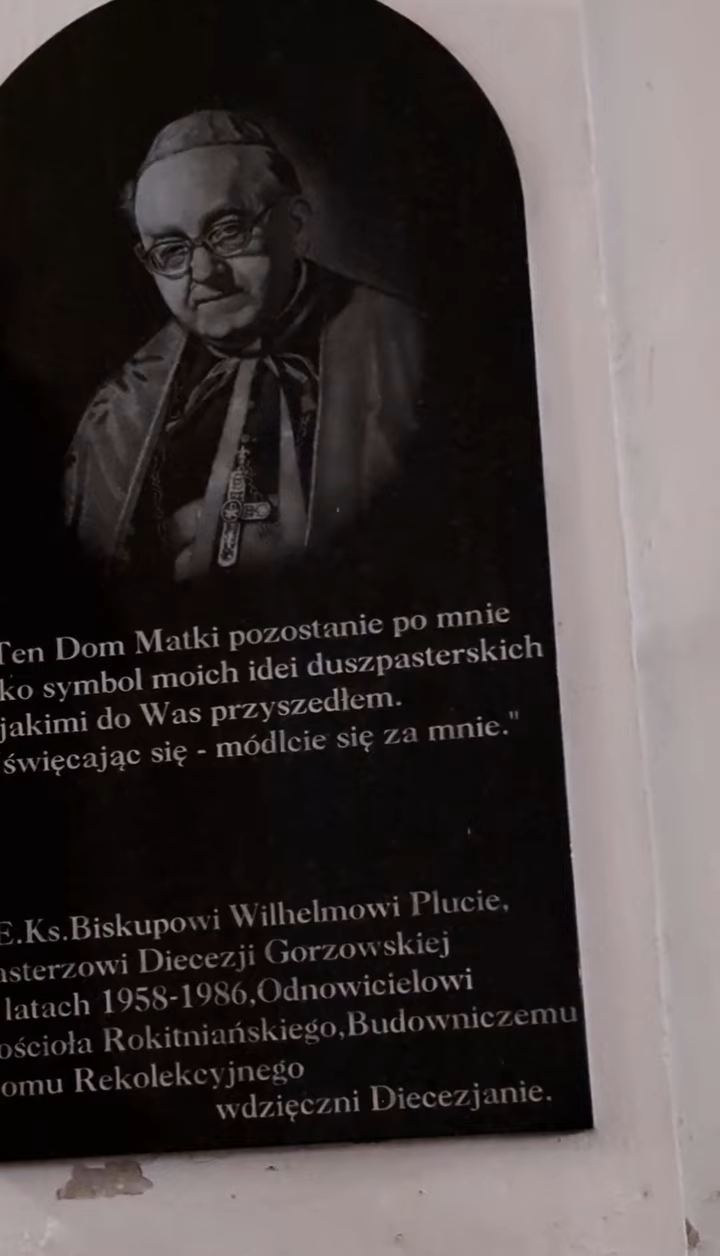 Ten Dom Matki pozostanie po mnie
ko symbol moich idei duszpasterskich
jakimi do Was przyszedłem.
święcając się - módlcie się za mnie."
E.Ks.Biskupowi Wilhelmowi Plucie,
asterzowi Diecezji Gorzowskiej
latach 1958-1986,Odnowicielowi
ościoła Rokitniańskiego,Budowniczemu
omu Rekolekcyjnego
wdzięczni Diecezjanie.